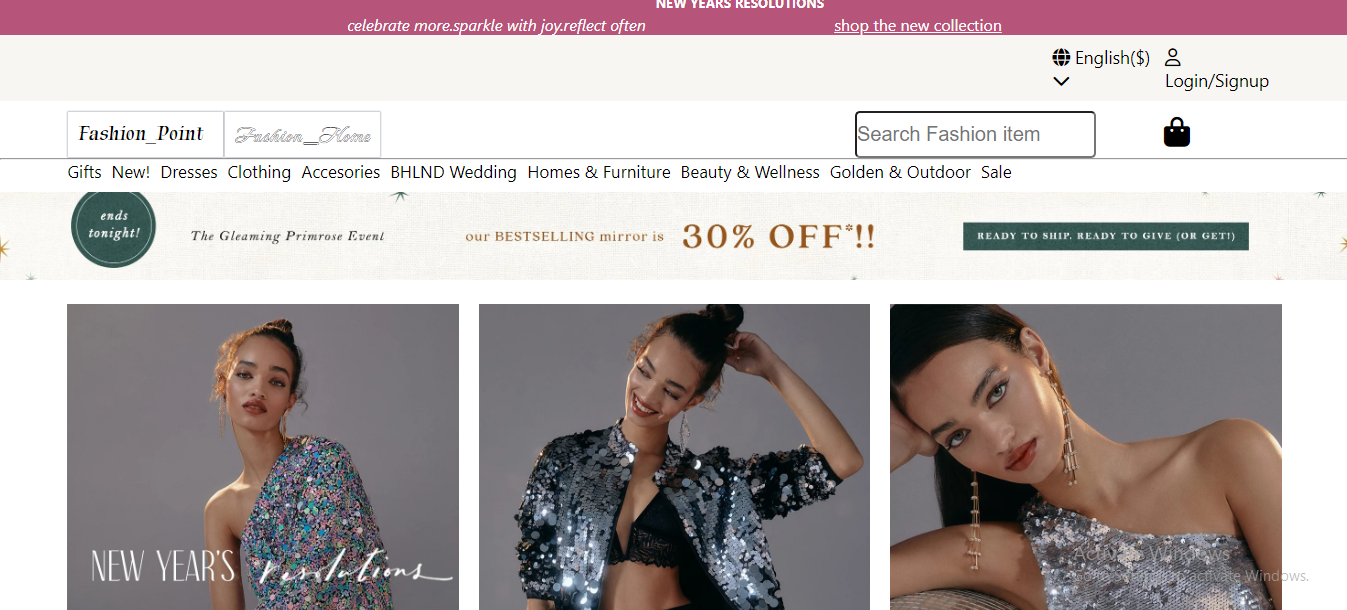 NEW YEARS RESOLUTIONS
celebrate more.sparkle with joy.reflect often
shop the new collection
English($)
Login/Signup
Fashion_Point
Fashion__Home
Search Fashion item
Gifts New! Dresses Clothing Accesories BHLND Wedding Homes & Furniture Beauty & Wellness Golden & Outdoor Sale
ends
tonight!
The Gleaming Primrose Event
our BESTSELLING mirror is 30% OFF*!!
READY TO SHIP. READY TO GIVE (OR GET!)
NEW YEAR'S resolutions
Activate Windows
Go to Settings to activate Windows.